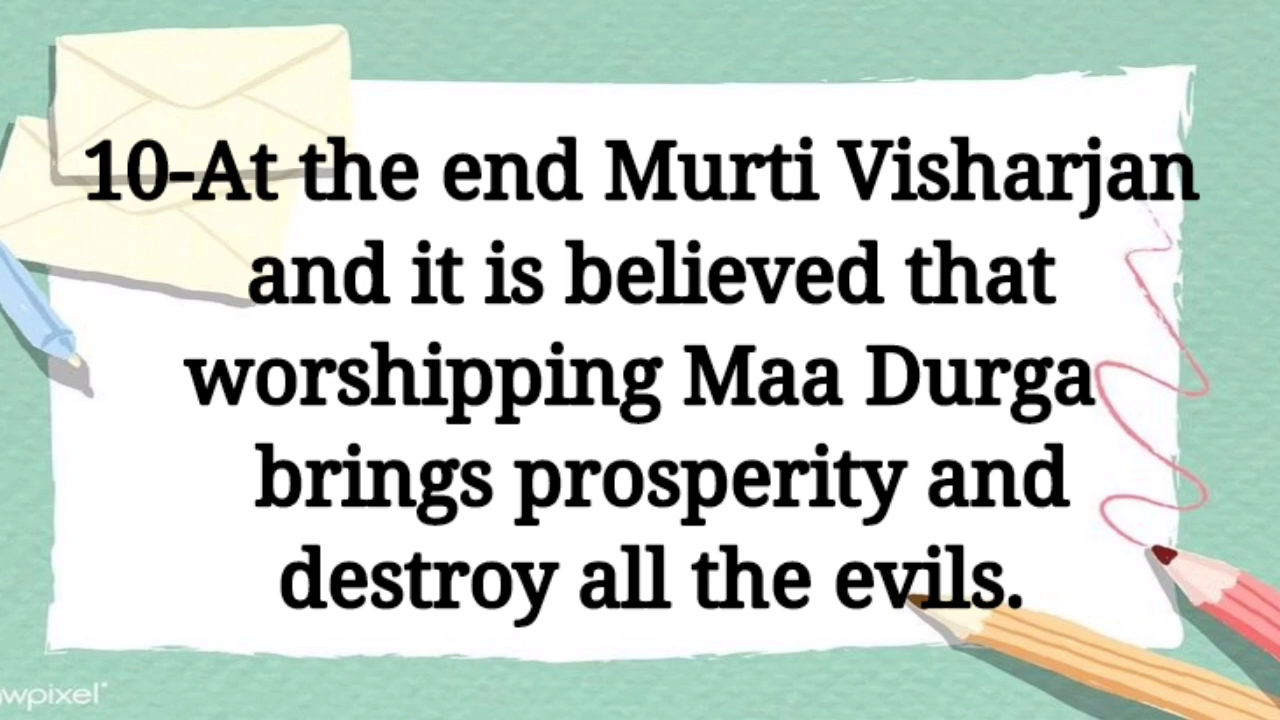 10-At the end Murti Visharjan
and it is believed that
worshipping Maa Durga
brings prosperity and
destroy all the evils.
wpixel